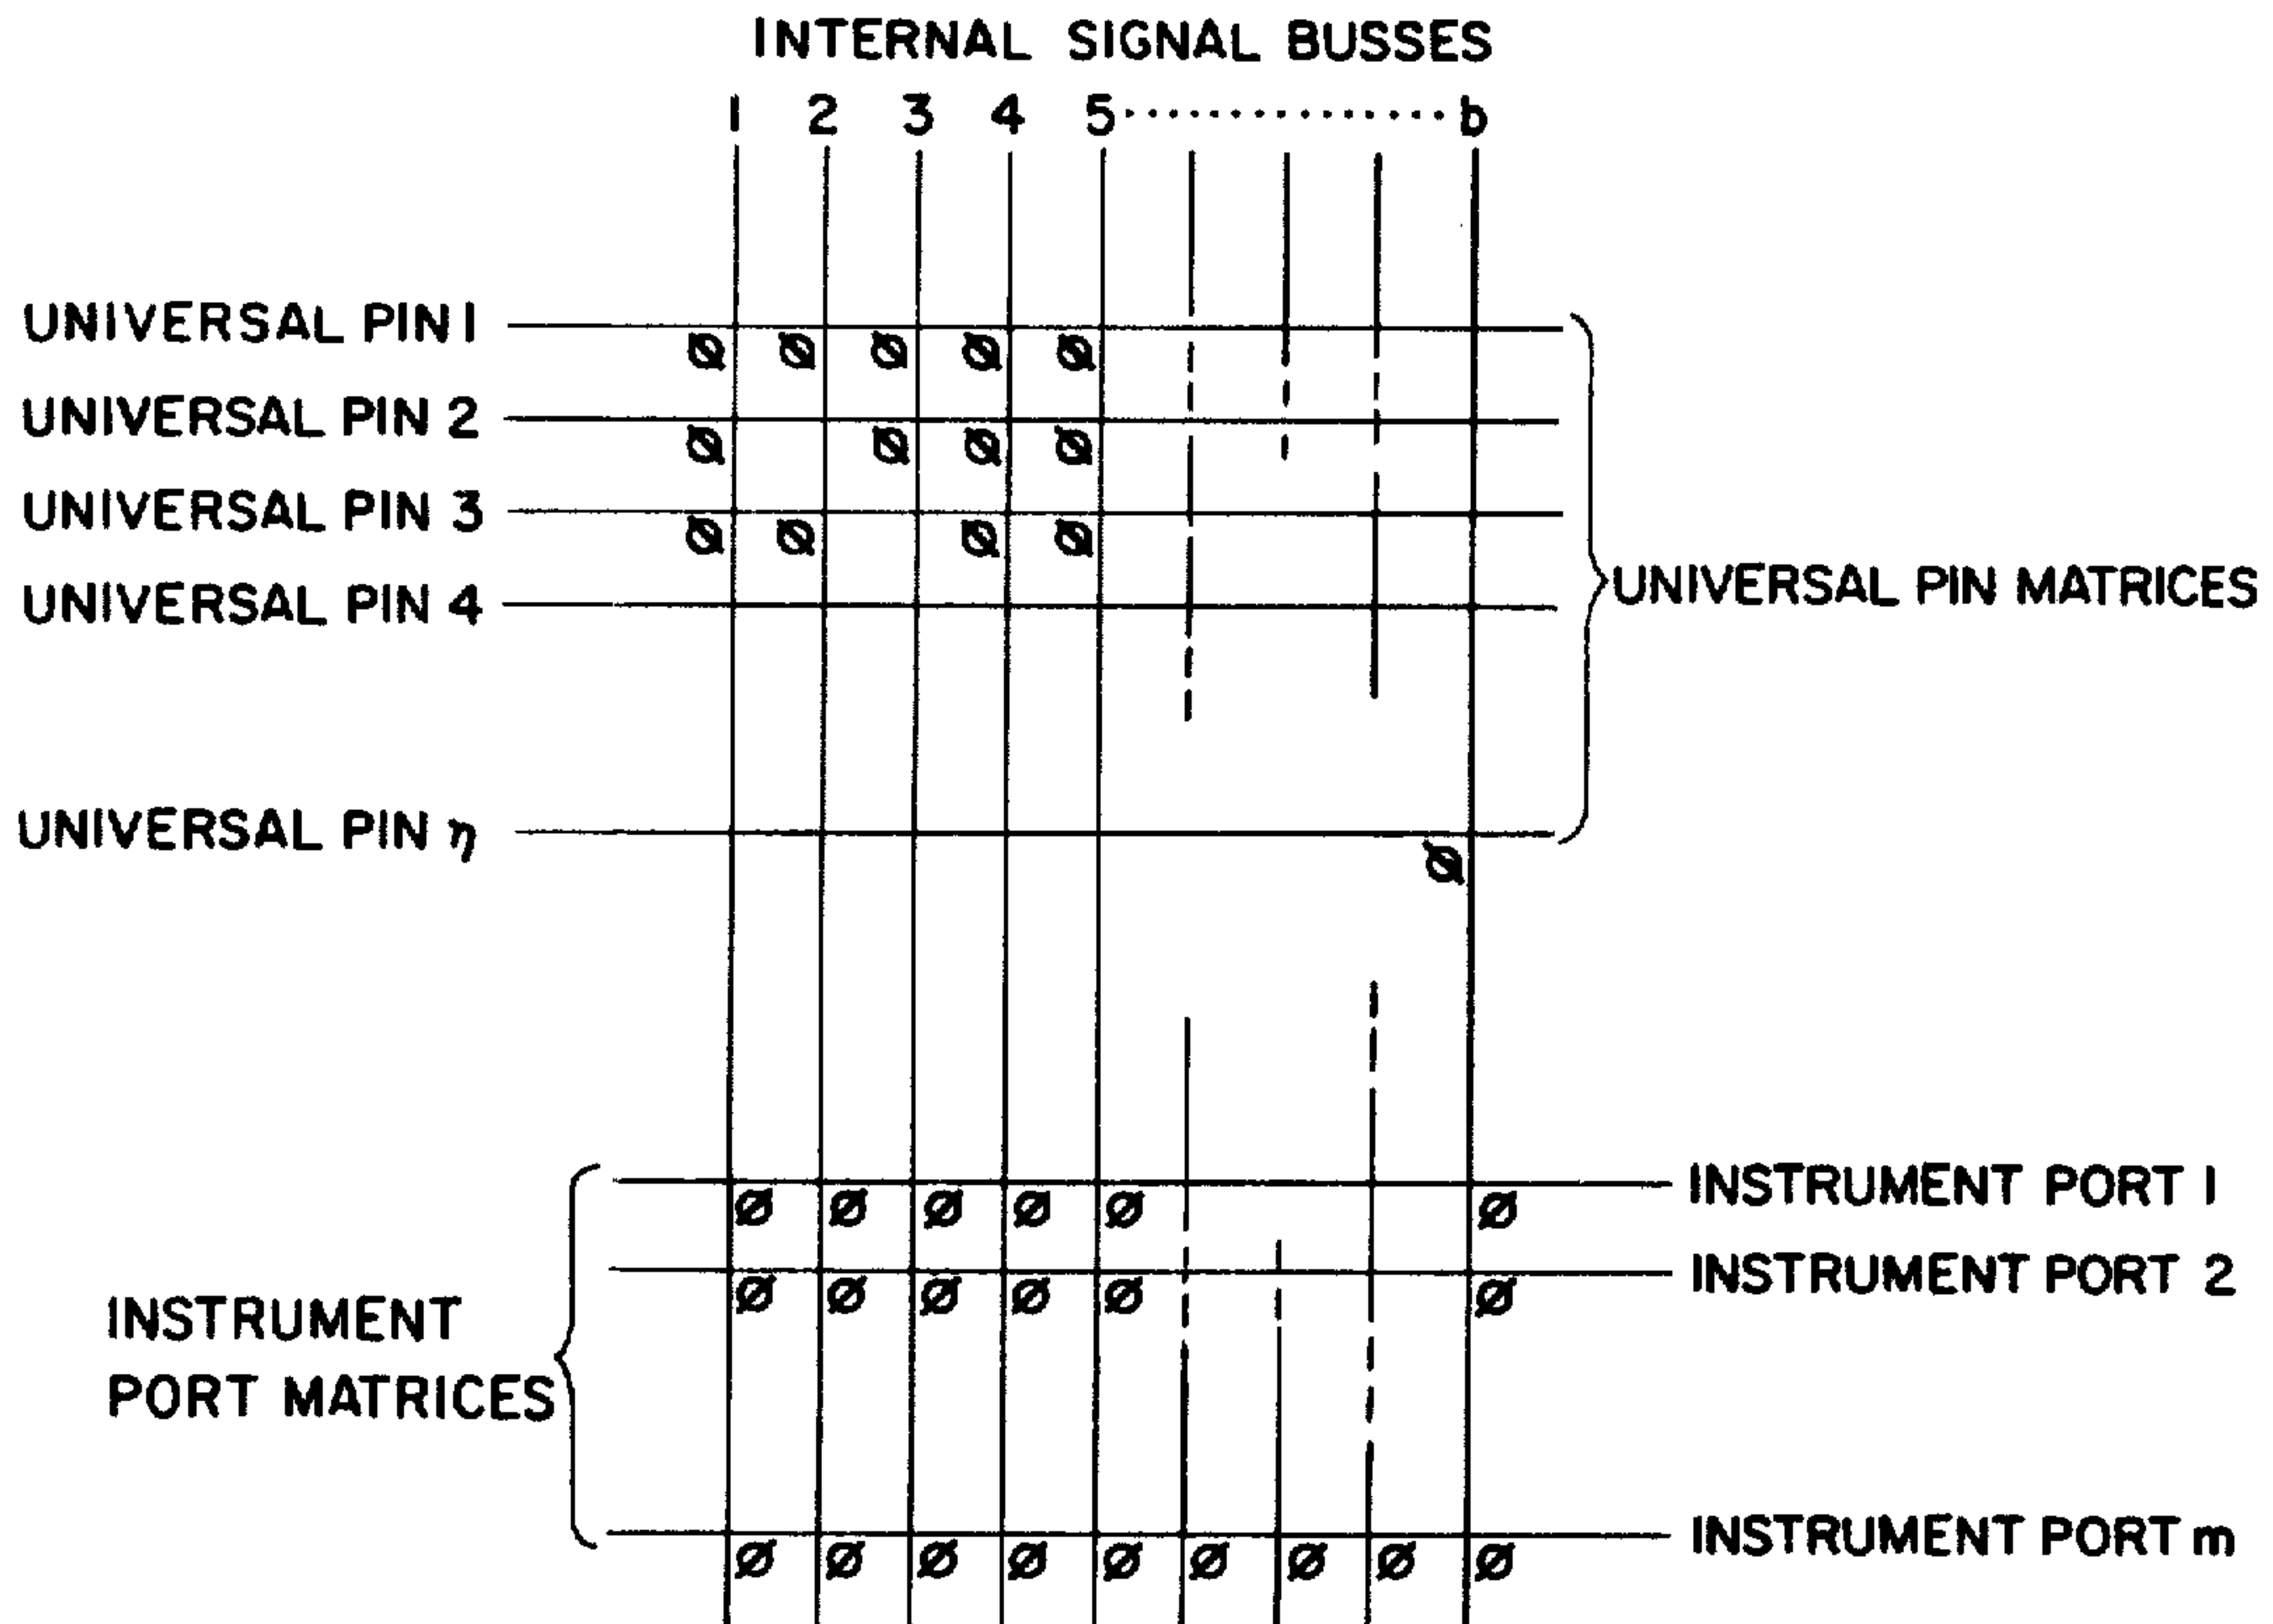 INTERNAL SIGNAL BUSSES
1 2 3 4 5 .............. b
UNIVERSAL PIN 1
Ø Ø Ø Ø Ø
UNIVERSAL PIN 2
Ø Ø Ø Ø
UNIVERSAL PIN 3
Ø Ø Ø Ø
UNIVERSAL PIN 4
UNIVERSAL PIN MATRICES
UNIVERSAL PIN η
Ø
INSTRUMENT PORT 1
Ø Ø Ø Ø Ø Ø
INSTRUMENT PORT 2
Ø Ø Ø Ø Ø Ø
INSTRUMENT
PORT MATRICES
INSTRUMENT PORT m
Ø Ø Ø Ø Ø Ø Ø Ø Ø